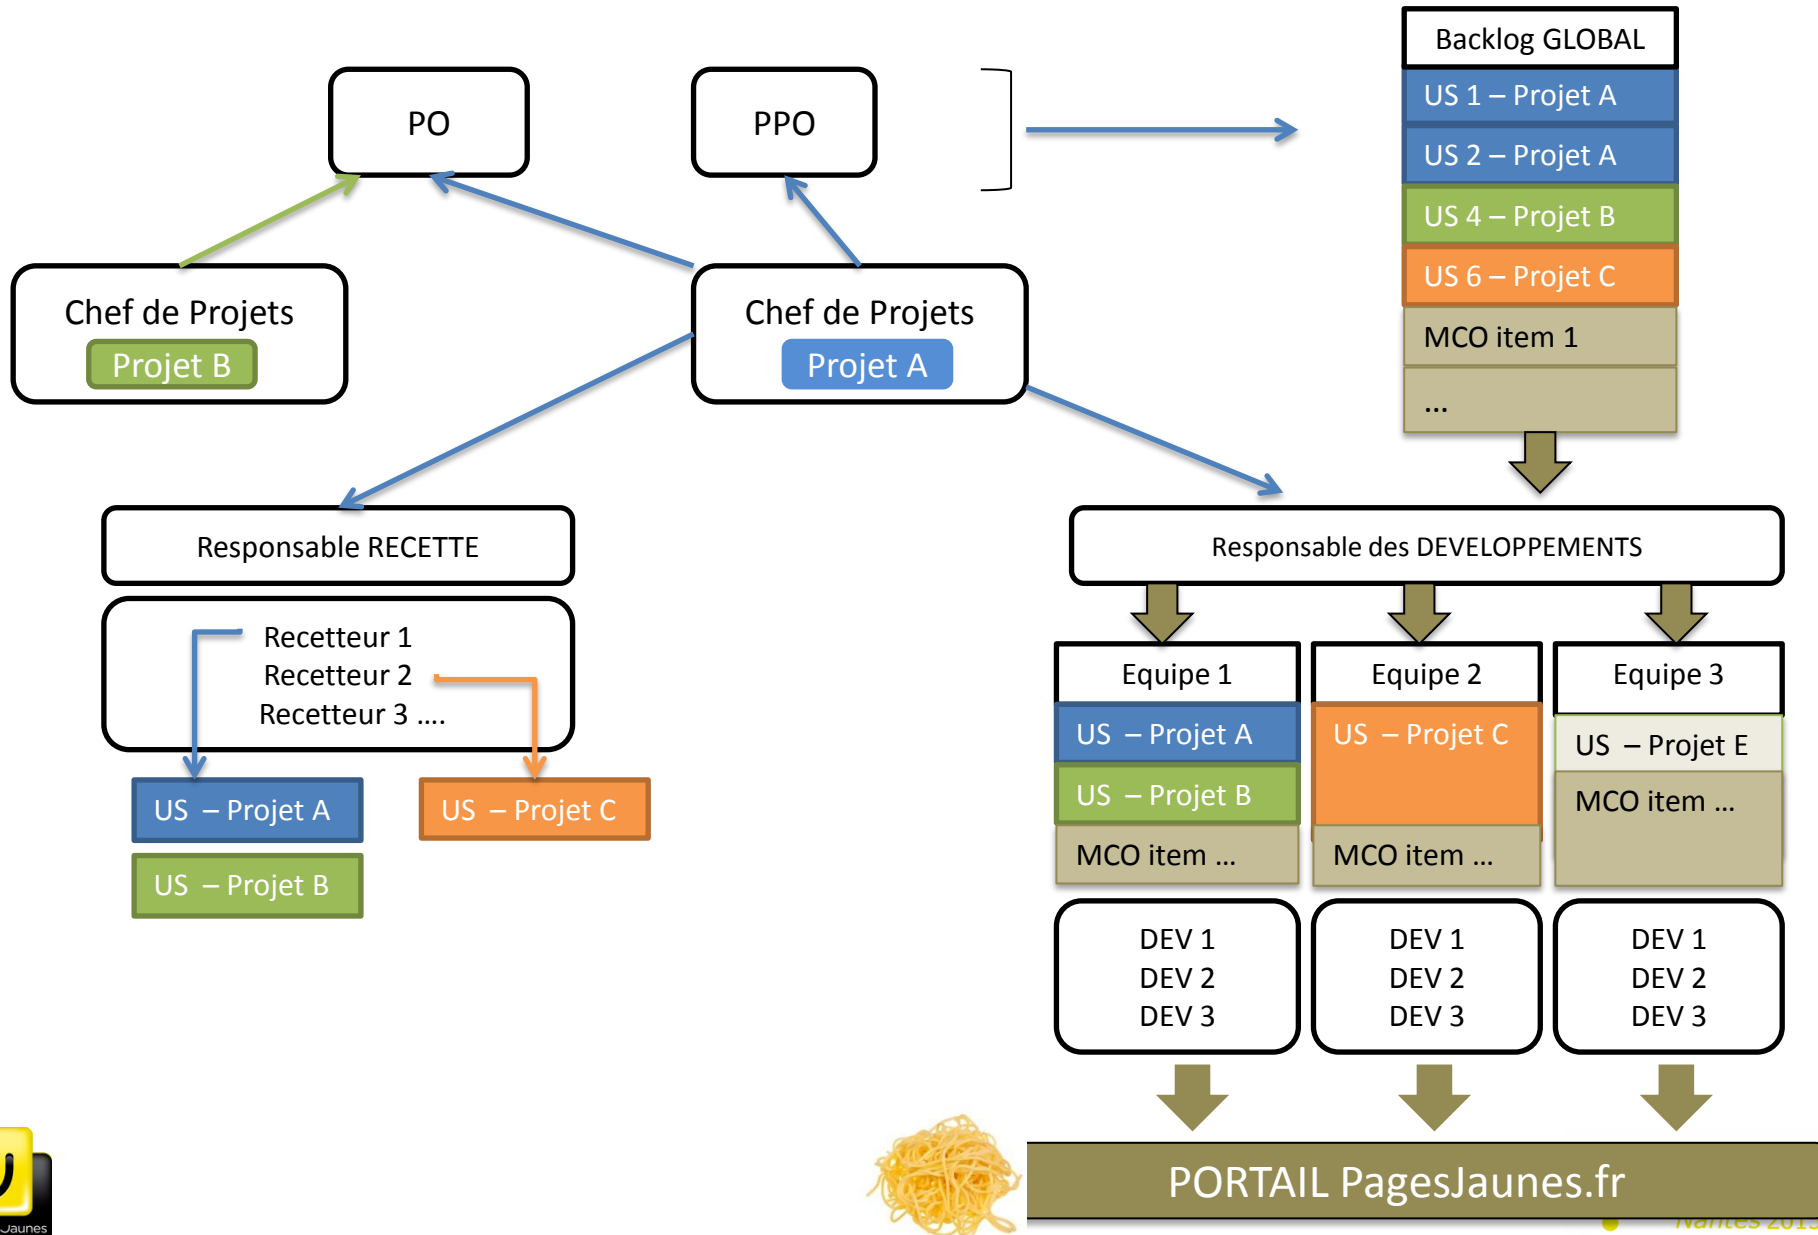 Backlog GLOBAL
US 1 – Projet A
US 2 – Projet A
US 4 – Projet B
US 6 – Projet C
MCO item 1
...
PO
PPO
Chef de Projets
Projet B
Chef de Projets
Projet A
Responsable RECETTE
Recetteur 1
Recetteur 2
Recetteur 3 ....
US – Projet A
US – Projet C
US – Projet B
Responsable des DEVELOPPEMENTS
Equipe 1
US – Projet A
US – Projet B
MCO item ...
DEV 1
DEV 2
DEV 3
Equipe 2
US – Projet C
MCO item ...
DEV 1
DEV 2
DEV 3
Equipe 3
US – Projet E
MCO item ...
DEV 1
DEV 2
DEV 3
PORTAIL PagesJaunes.fr
Jaunes
Nantes